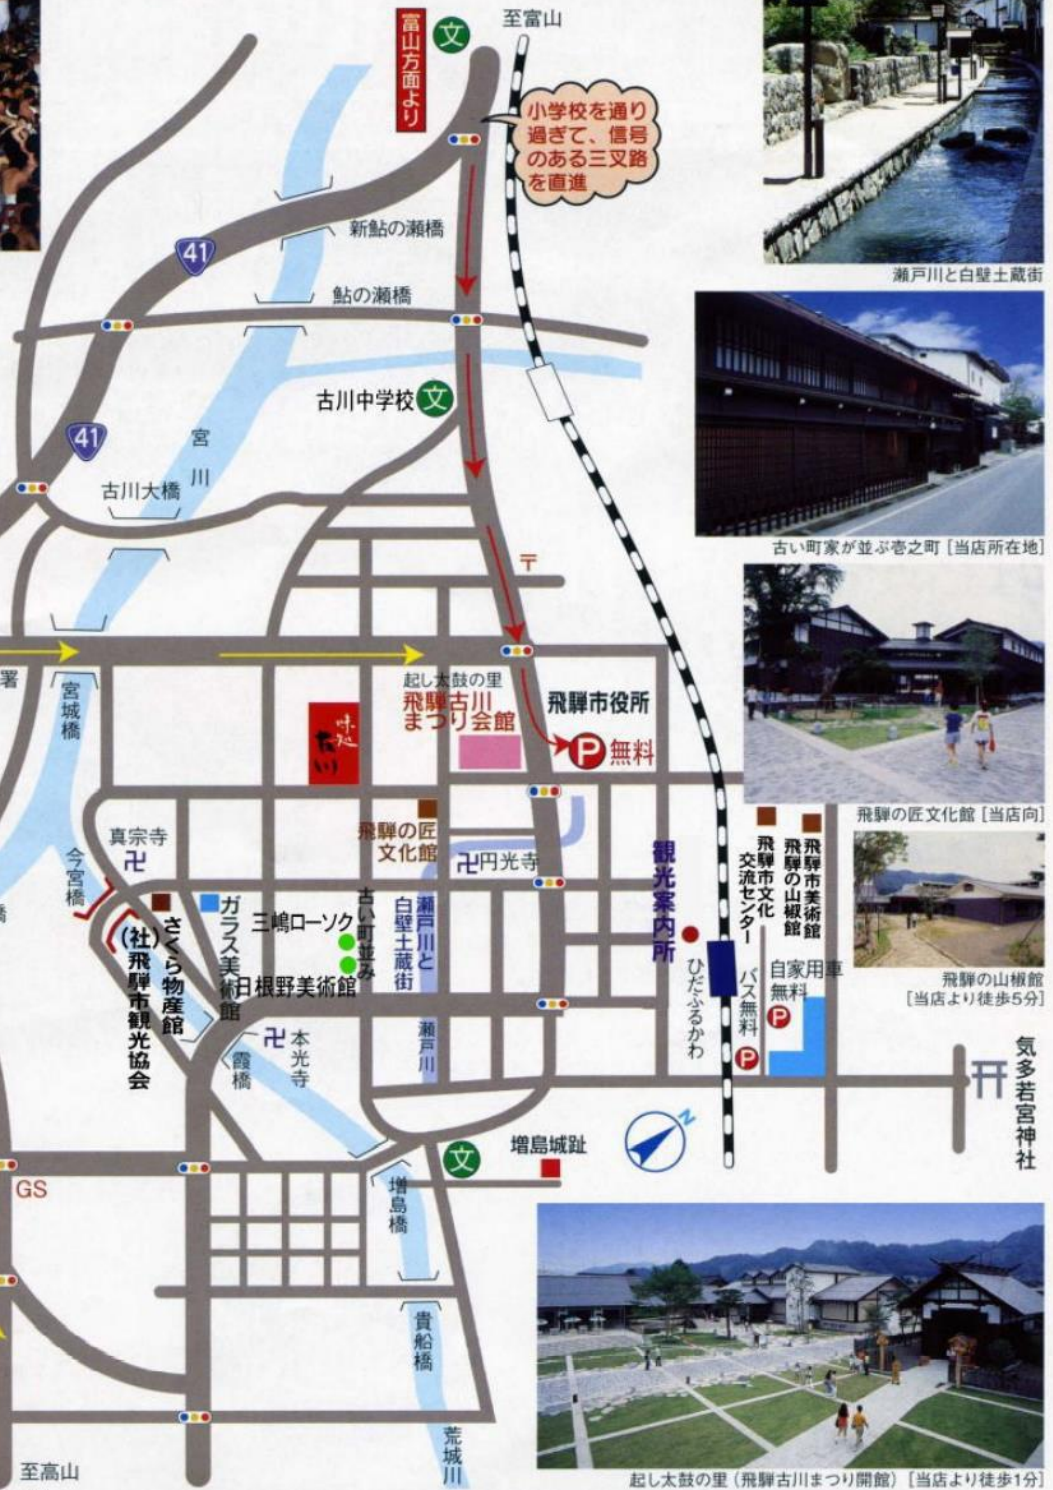 至富山
富山方面より
文
小学校を通り
過ぎて、信号
のある三叉路
を直進
新鮎の瀬橋
41
鮎の瀬橋
瀬戸川と白壁土蔵街
古川中学校
文
41
宮川
古川大橋
古い町家が並ぶ壱之町 [当店所在地]
〒
署
宮城橋
起し太鼓の里
飛騨古川
まつり会館
飛騨市役所
P 無料
味処
飛騨の匠文化館 [当店向]
飛騨の匠
文化館
真宗寺
卍
卍円光寺
今宮橋
橋
(社)飛騨市観光協会
さくら物産館
ガラス美術館
三嶋ローソク
日根野美術館
古い町並み
瀬戸川と
白壁土蔵街
瀬戸川
観光案内所
ひだふるかわ
飛騨市文化
交流センター
飛騨の山椒館
飛騨市美術館
自家用車
無料
P
バス無料
P
飛騨の山椒館
[当店より徒歩5分]
卍
本光寺
霞橋
気多若宮神社
N
文
増島城趾
GS
増島橋
貴船橋
荒城川
至高山
起し太鼓の里 (飛騨古川まつり開館) [当店より徒歩1分]